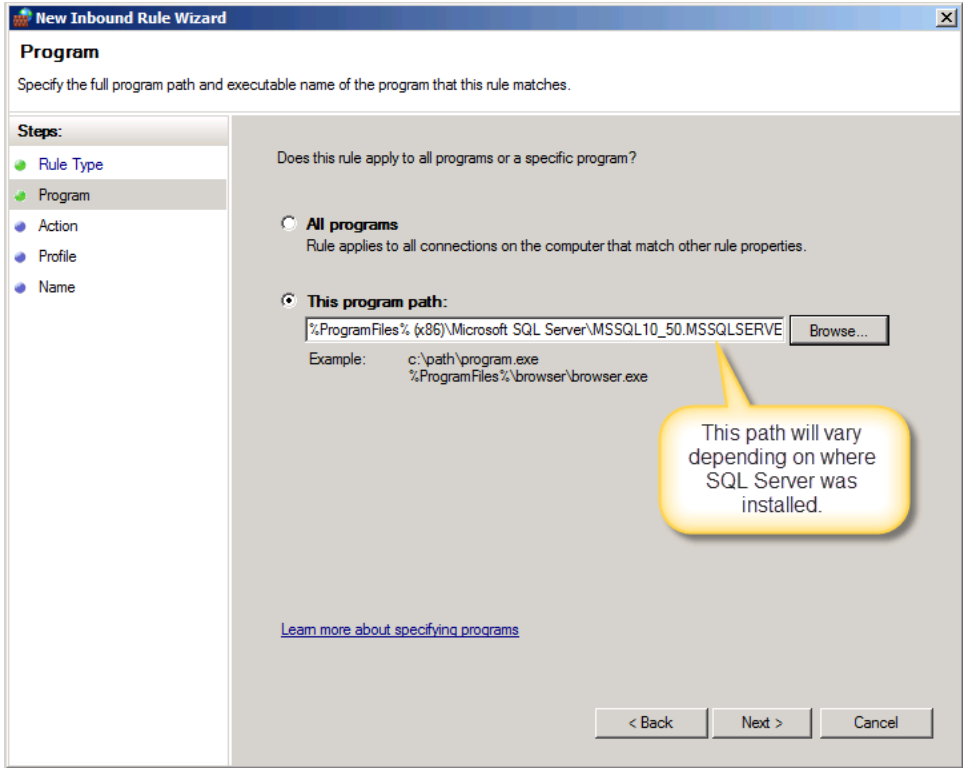 New Inbound Rule Wizard
Program
Specify the full program path and executable name of the program that this rule matches.
Steps:
Rule Type
Program
Action
Profile
Name
Does this rule apply to all programs or a specific program?
All programs
Rule applies to all connections on the computer that match other rule properties.
This program path:
%ProgramFiles% (x86)\Microsoft SQL Server\MSSQL10_50.MSSQLSERVE
Browse...
Example: c:\path\program.exe
%ProgramFiles%\browser\browser.exe
This path will vary
depending on where
SQL Server was
installed.
Learn more about specifying programs
< Back Next > Cancel